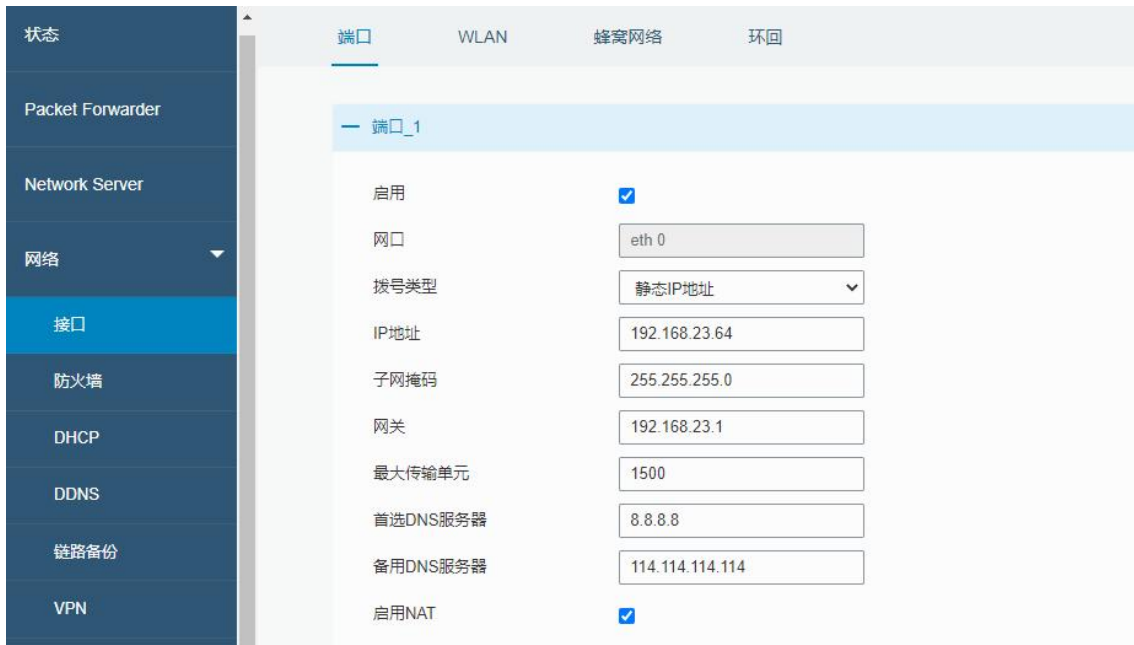 状态
Packet Forwarder
Network Server
网络
接口
防火墙
DHCP
DDNS
链路备份
VPN
端口 WLAN 蜂窝网络 环回
端口_1
启用
网口 eth 0
拨号类型 静态IP地址
IP地址 192.168.23.64
子网掩码 255.255.255.0
网关 192.168.23.1
最大传输单元 1500
首选DNS服务器 8.8.8.8
备用DNS服务器 114.114.114.114
启用NAT